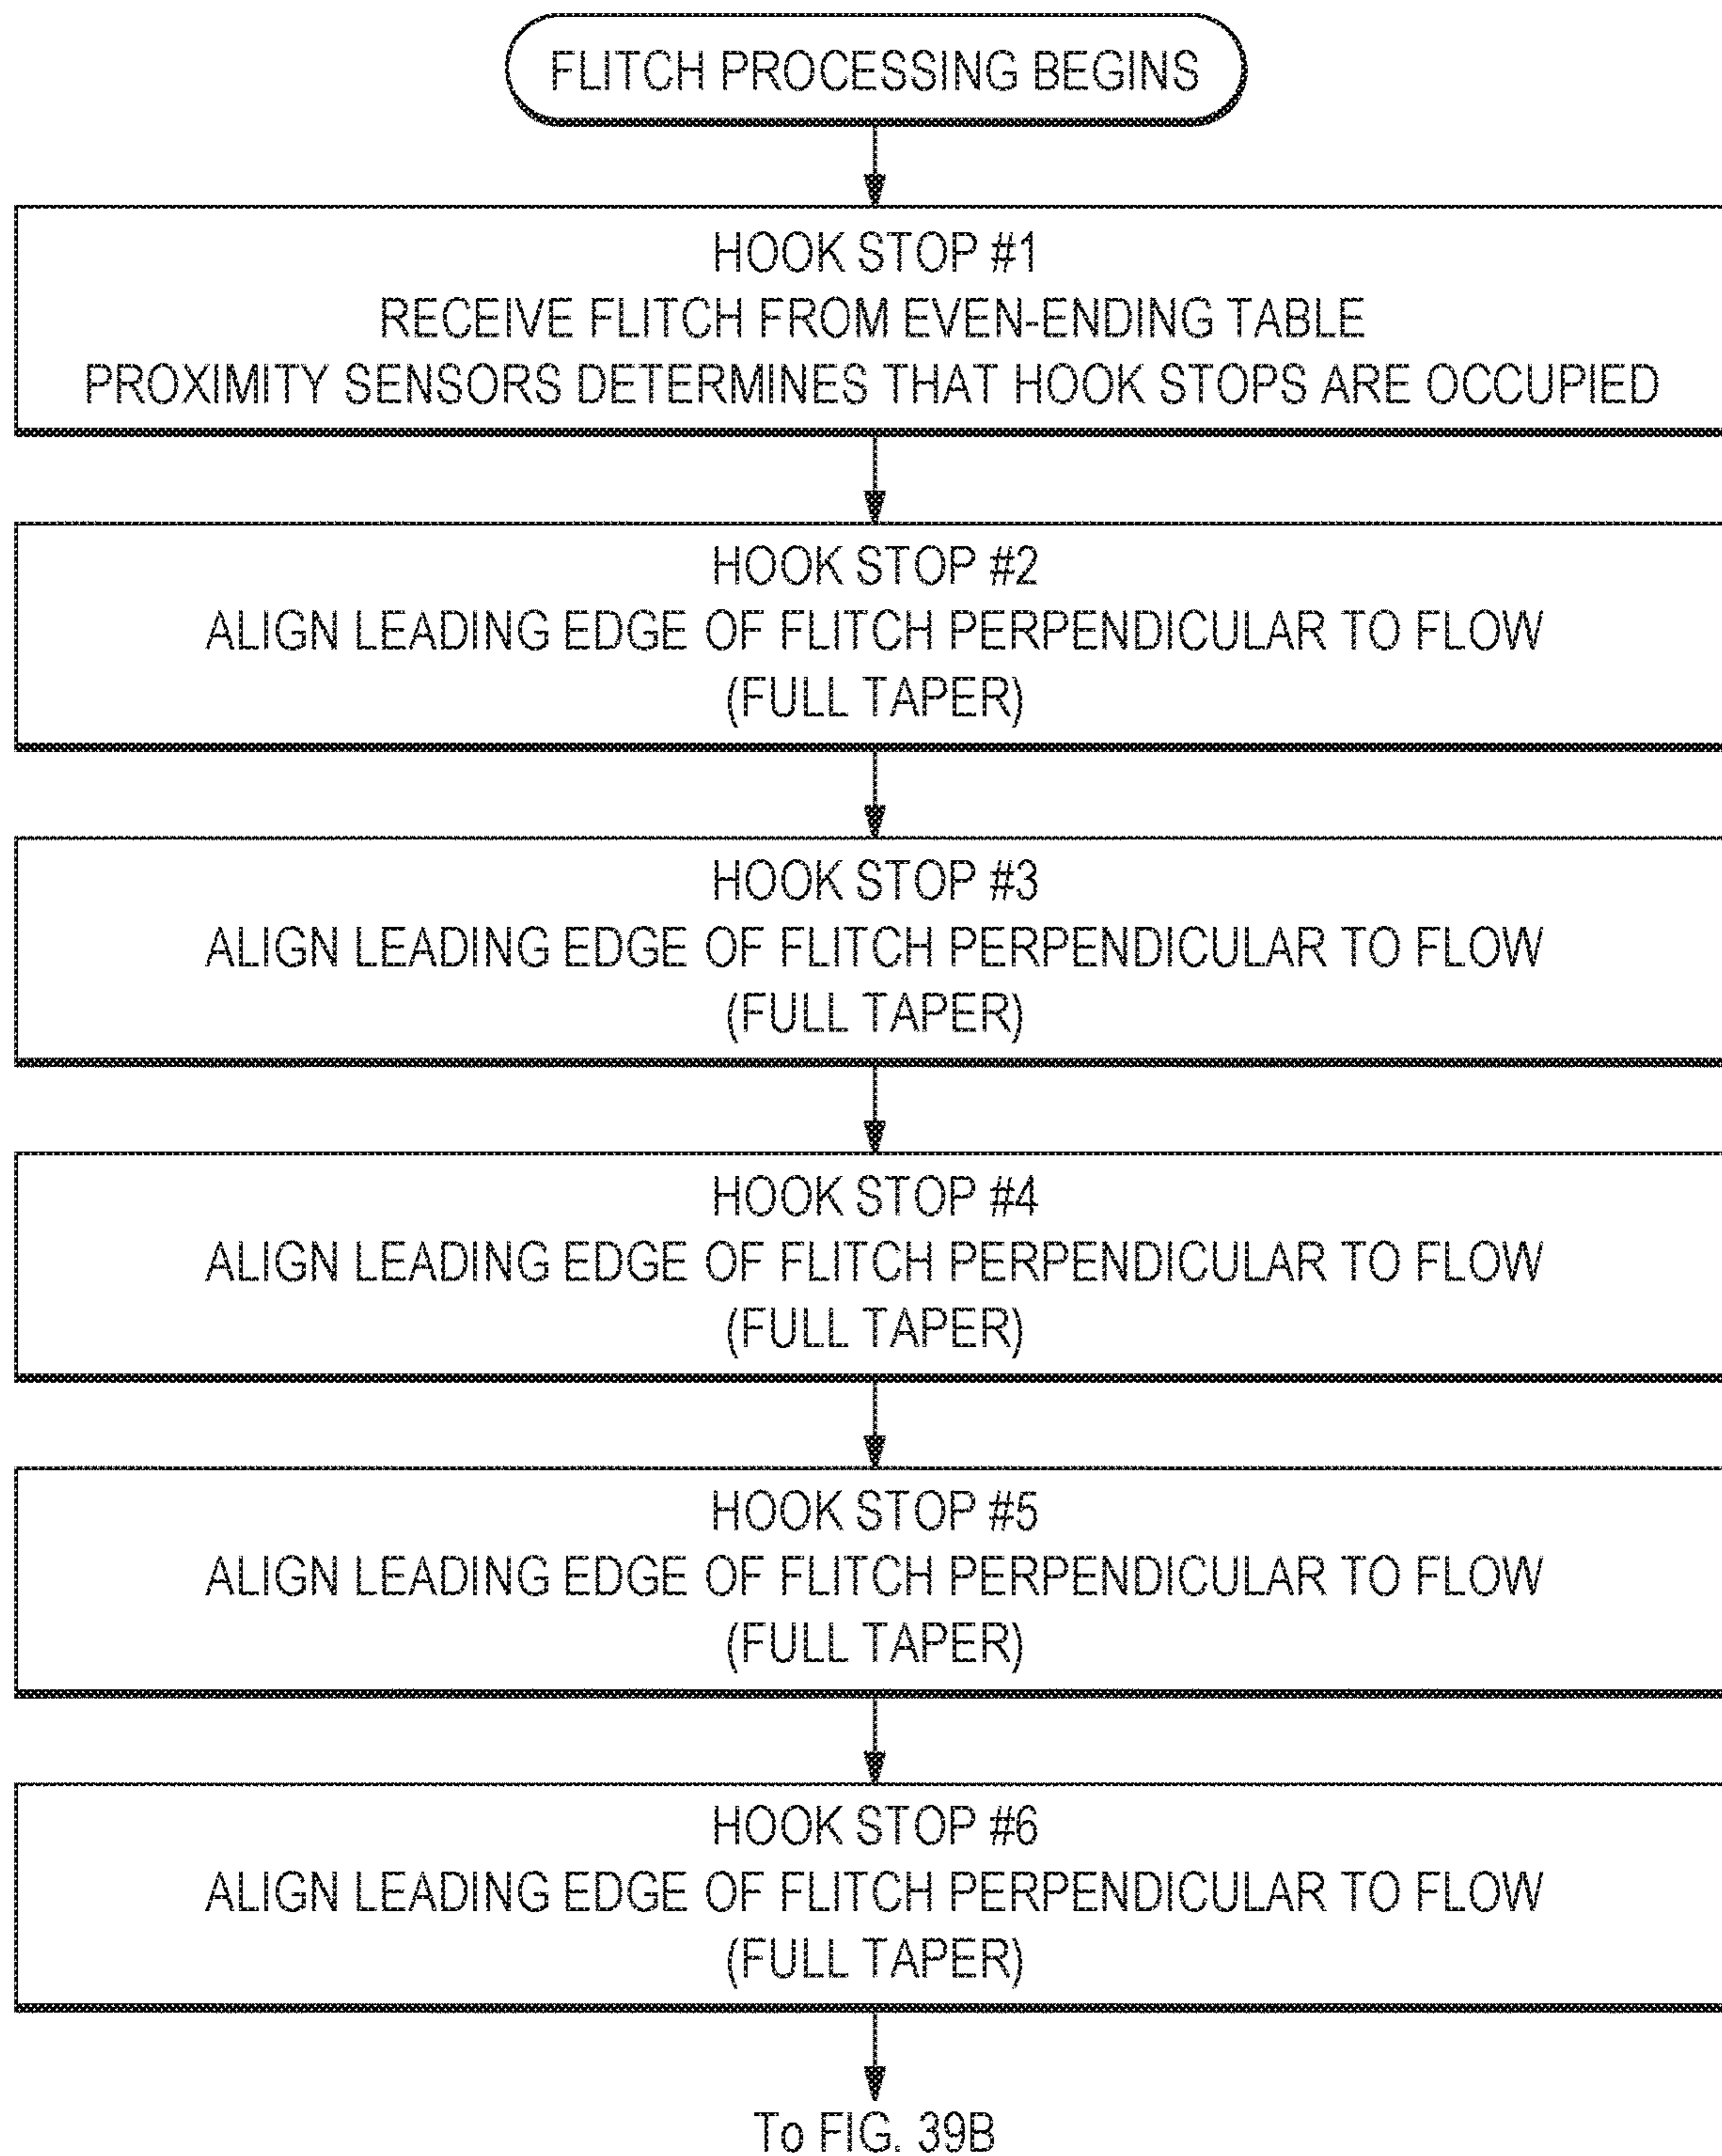 FLITCH PROCESSING BEGINS
HOOK STOP #1
RECEIVE FLITCH FROM EVEN-ENDING TABLE
PROXIMITY SENSORS DETERMINES THAT HOOK STOPS ARE OCCUPIED
HOOK STOP #2
ALIGN LEADING EDGE OF FLITCH PERPENDICULAR TO FLOW
(FULL TAPER)
HOOK STOP #3
ALIGN LEADING EDGE OF FLITCH PERPENDICULAR TO FLOW
(FULL TAPER)
HOOK STOP #4
ALIGN LEADING EDGE OF FLITCH PERPENDICULAR TO FLOW
(FULL TAPER)
HOOK STOP #5
ALIGN LEADING EDGE OF FLITCH PERPENDICULAR TO FLOW
(FULL TAPER)
HOOK STOP #6
ALIGN LEADING EDGE OF FLITCH PERPENDICULAR TO FLOW
(FULL TAPER)
To FIG. 39B